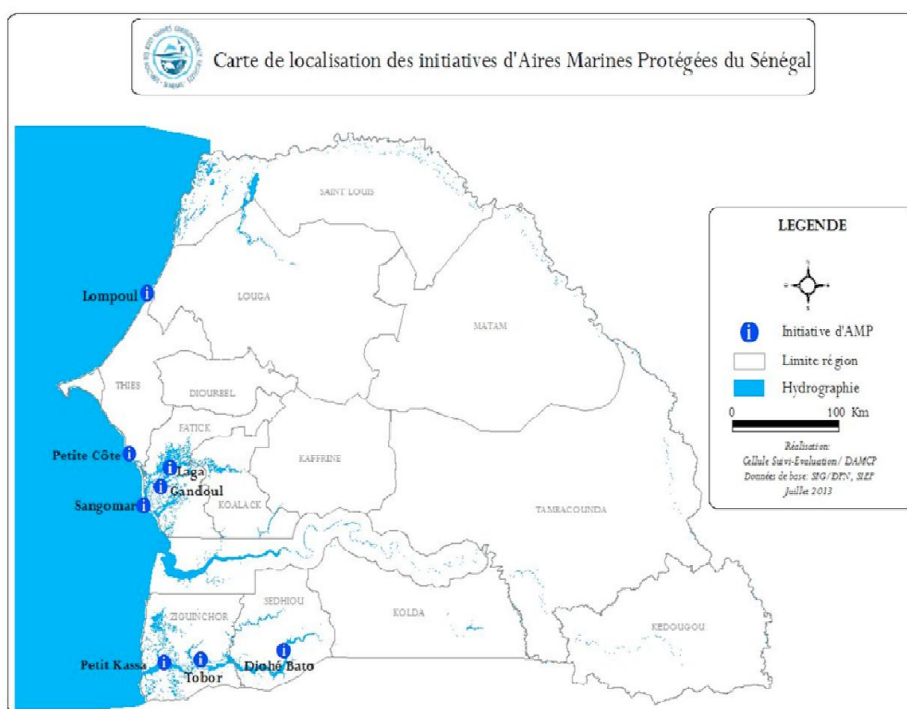 Carte de localisation des initiatives d'Aires Marines Protégées du Sénégal
SAINT LOUIS
LOUGA
MATAM
Lompoul
THIES
DIOURBEL
FATICK
Petite Côte
Laga
Gandoul
Sangomar
KAFFRINE
KOALACK
TAMBACOUNDA
SEDHIOU
KOLDA
ZIGUINCHOR
KEDOUGOU
Petit Kassa
Tobor
Djohé Bato
LEGENDE
Initiative d'AMP
Limite région
Hydrographie
0 100 Km
Réalisation:
Cellule Suivi-Evaluation/ DAMCP
Données de base: SIG/DPN, SIEP
Juillet 2013